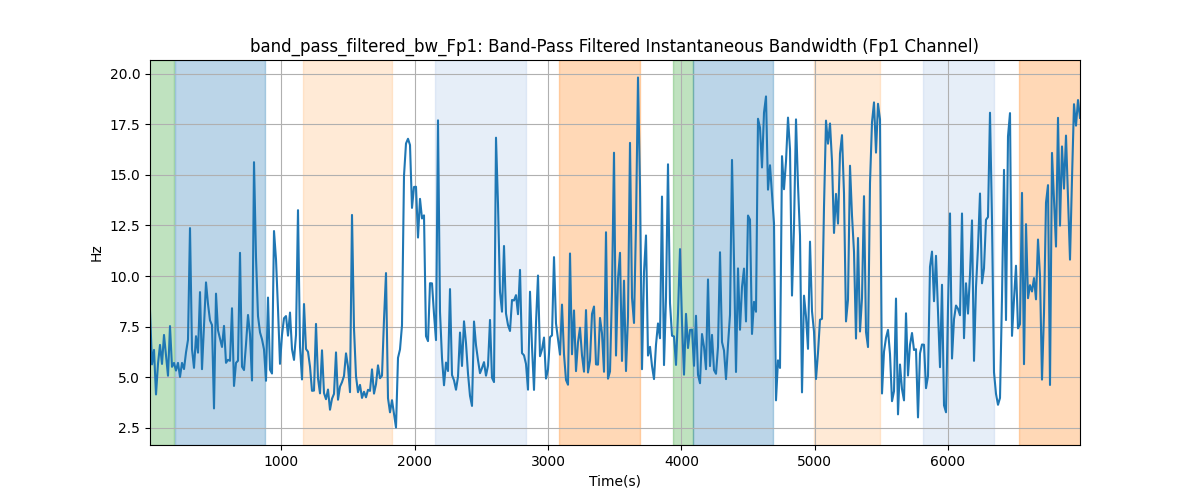 band_pass_filtered_bw_Fp1: Band-Pass Filtered Instantaneous Bandwidth (Fp1 Channel)
20.0
17.5
15.0
12.5
10.0
7.5
5.0
2.5
Hz
1000 2000 3000 4000 5000 6000
Time(s)